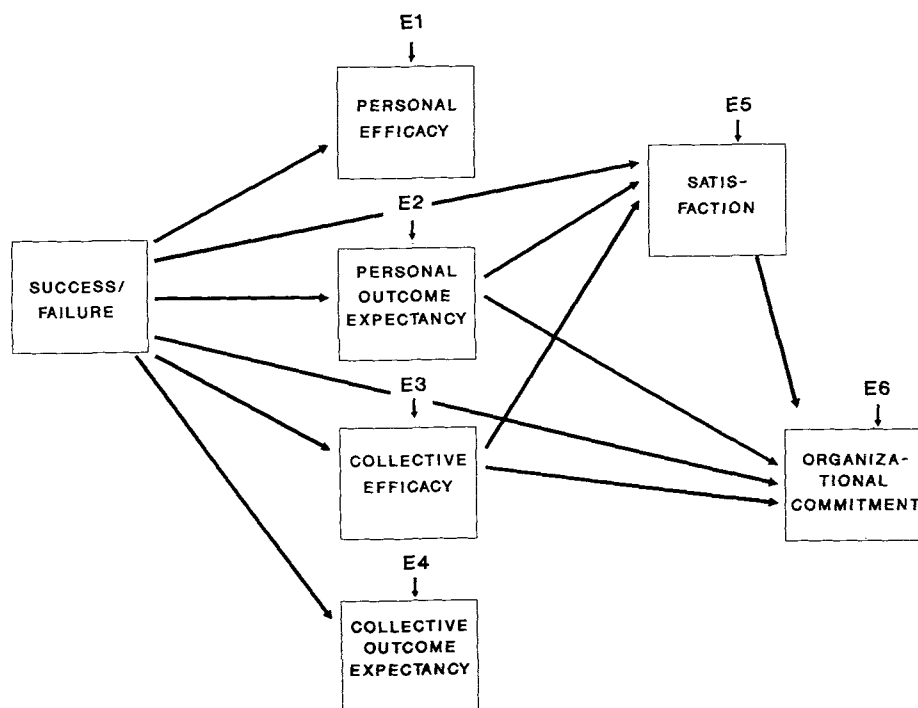 E1
PERSONAL
EFFICACY
E5
SATIS-
FACTION
E2
SUCCESS/
FAILURE
PERSONAL
OUTCOME
EXPECTANCY
E3
COLLECTIVE
EFFICACY
E6
ORGANIZA-
TIONAL
COMMITMENT
E4
COLLECTIVE
OUTCOME
EXPECTANCY